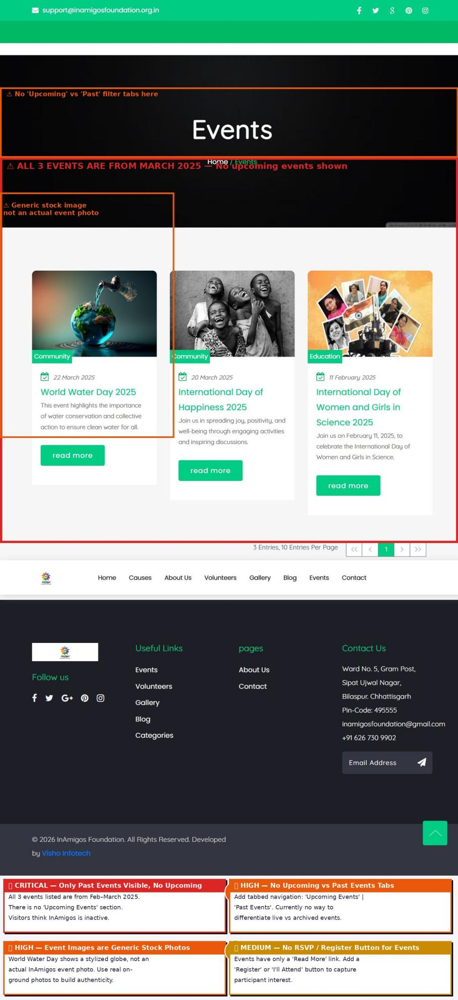 support@inamigosfoundation.org.in
⚠ No 'Upcoming' vs 'Past' filter tabs here
Events
Home / Events
⚠ ALL 3 EVENTS ARE FROM MARCH 2025 — No upcoming events shown
⚠ Generic stock image
not an actual event photo
Community
22 March 2025
World Water Day 2025
This event highlights the importance
of water conservation and collective
action to ensure clean water for all.
read more
Community
20 March 2025
International Day of
Happiness 2025
Join us in spreading joy, positivity, and
well-being through engaging activities
and inspiring discussions.
read more
Education
11 February 2025
International Day of
Women and Girls in
Science 2025
Join us on February 11, 2025, to
celebrate the International Day of
Women and Girls in Science.
read more
3 Entries, 10 Entries Per Page
<< < 1 > >>
Home Causes About Us Volunteers Gallery Blog Events Contact
Follow us
Useful Links
Events
Volunteers
Gallery
Blog
Categories
pages
About Us
Contact
Contact Us
Ward No. 5, Gram Post,
Sipat Ujwal Nagar,
Bilaspur. Chhattisgarh
Pin-Code: 495555
inamigosfoundation@gmail.com
+91 626 730 9902
Email Address
© 2026 InAmigos Foundation. All Rights Reserved. Developed
by Visho Infotech
CRITICAL — Only Past Events Visible, No Upcoming
All 3 events listed are from Feb–March 2025.
There is no 'Upcoming Events' section.
Visitors think InAmigos is inactive.
HIGH — No Upcoming vs Past Events Tabs
Add tabbed navigation: 'Upcoming Events' |
'Past Events'. Currently no way to
differentiate live vs archived events.
HIGH — Event Images are Generic Stock Photos
World Water Day shows a stylized globe, not an
actual InAmigos event photo. Use real on-
ground photos to build authenticity.
MEDIUM — No RSVP / Register Button for Events
Events have only a 'Read More' link. Add a
'Register' or 'I'll Attend' button to capture
participant interest.